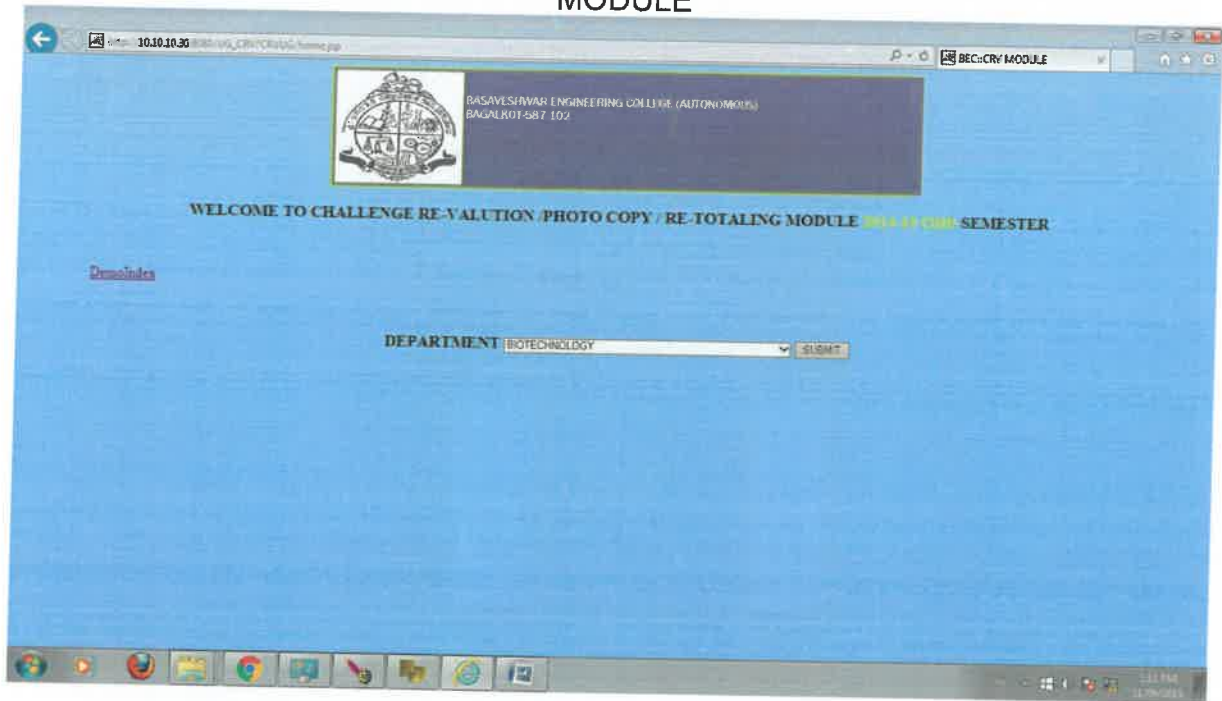 MODULE
10.10.10.30
BEC::CRV MODULE
BASAVESHWAR ENGINEERING COLLEGE (AUTONOMOUS)
BAGALKOT-587 102
WELCOME TO CHALLENGE RE-VALUTION /PHOTO COPY / RE-TOTALING MODULE SEMESTER
DemoIndex
DEPARTMENT BIOTECHNOLOGY SUBMIT